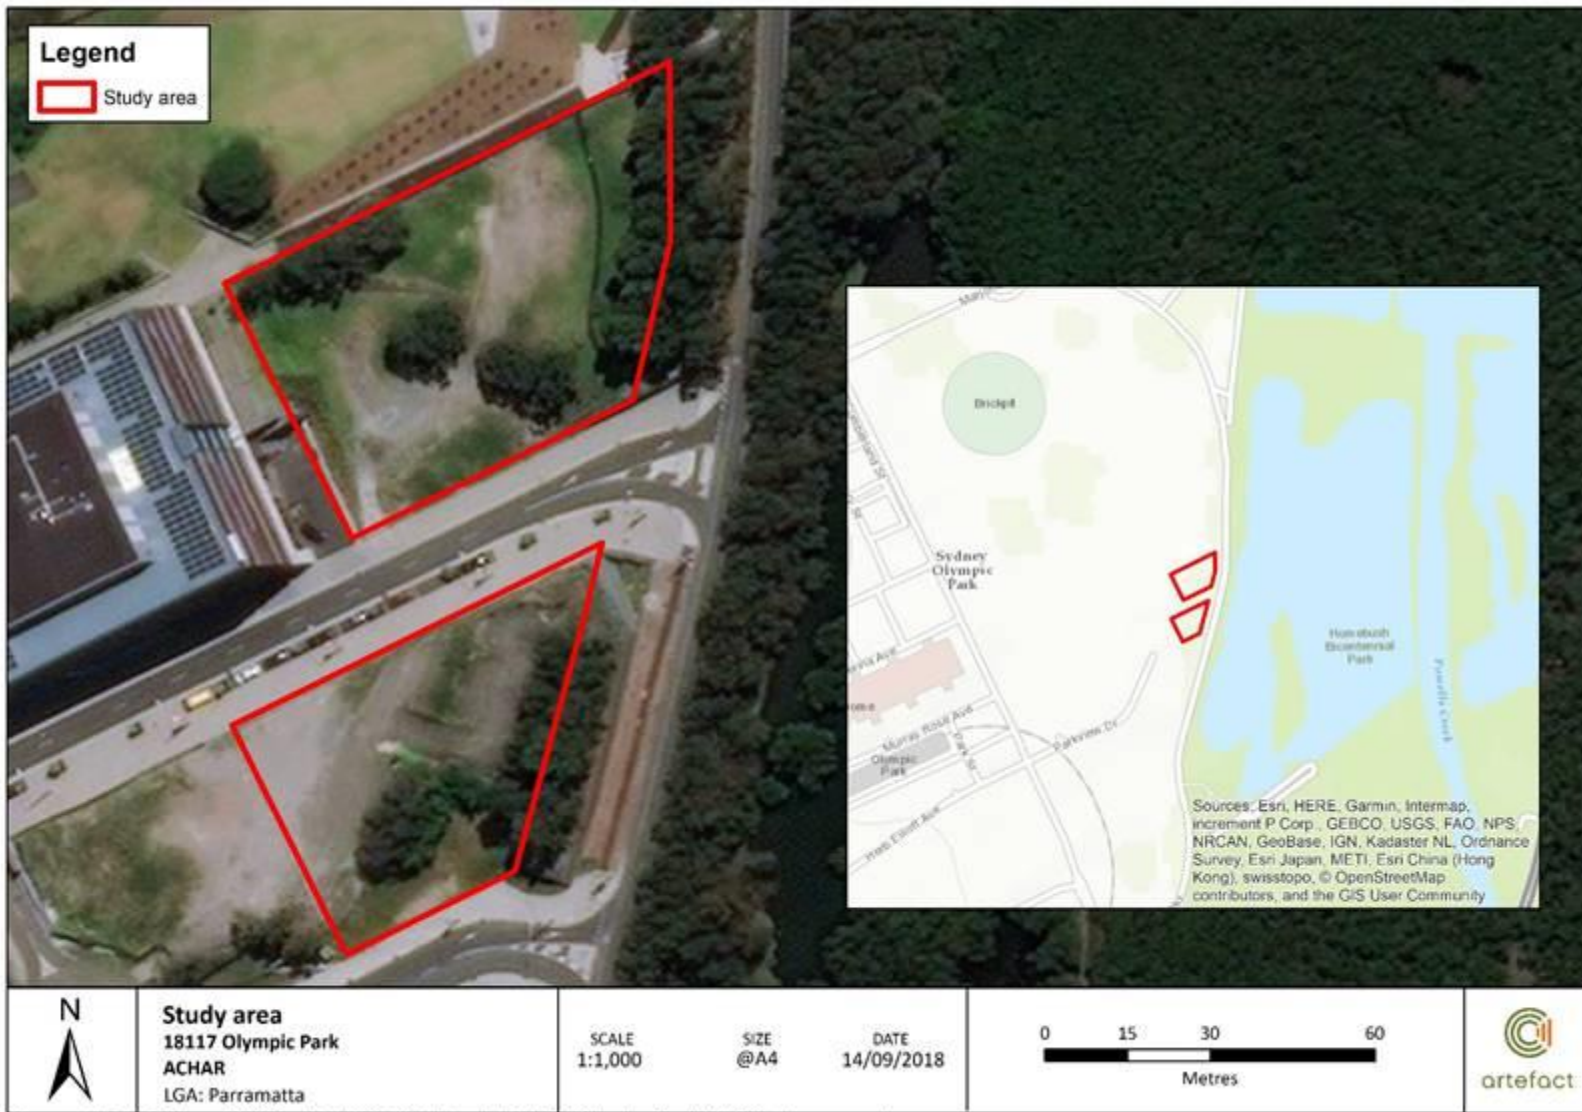 Legend
Study area
Brickpit
Sydney
Olympic
Park
Homebush
Bicentennial
Park
Powells Creek
Murray Rose Ave
Park St
Olympic
Park
Parkview Dr
Herb Elliott Ave
Sources: Esri, HERE, Garmin, Intermap,
increment P Corp., GEBCO, USGS, FAO, NPS,
NRCAN, GeoBase, IGN, Kadaster NL, Ordnance
Survey, Esri Japan, METI, Esri China (Hong
Kong), swisstopo, © OpenStreetMap
contributors, and the GIS User Community
N
Study area
18117 Olympic Park
ACHAR
LGA: Parramatta
SCALE
1:1,000
SIZE
@A4
DATE
14/09/2018
0 15 30 60
Metres
artefact